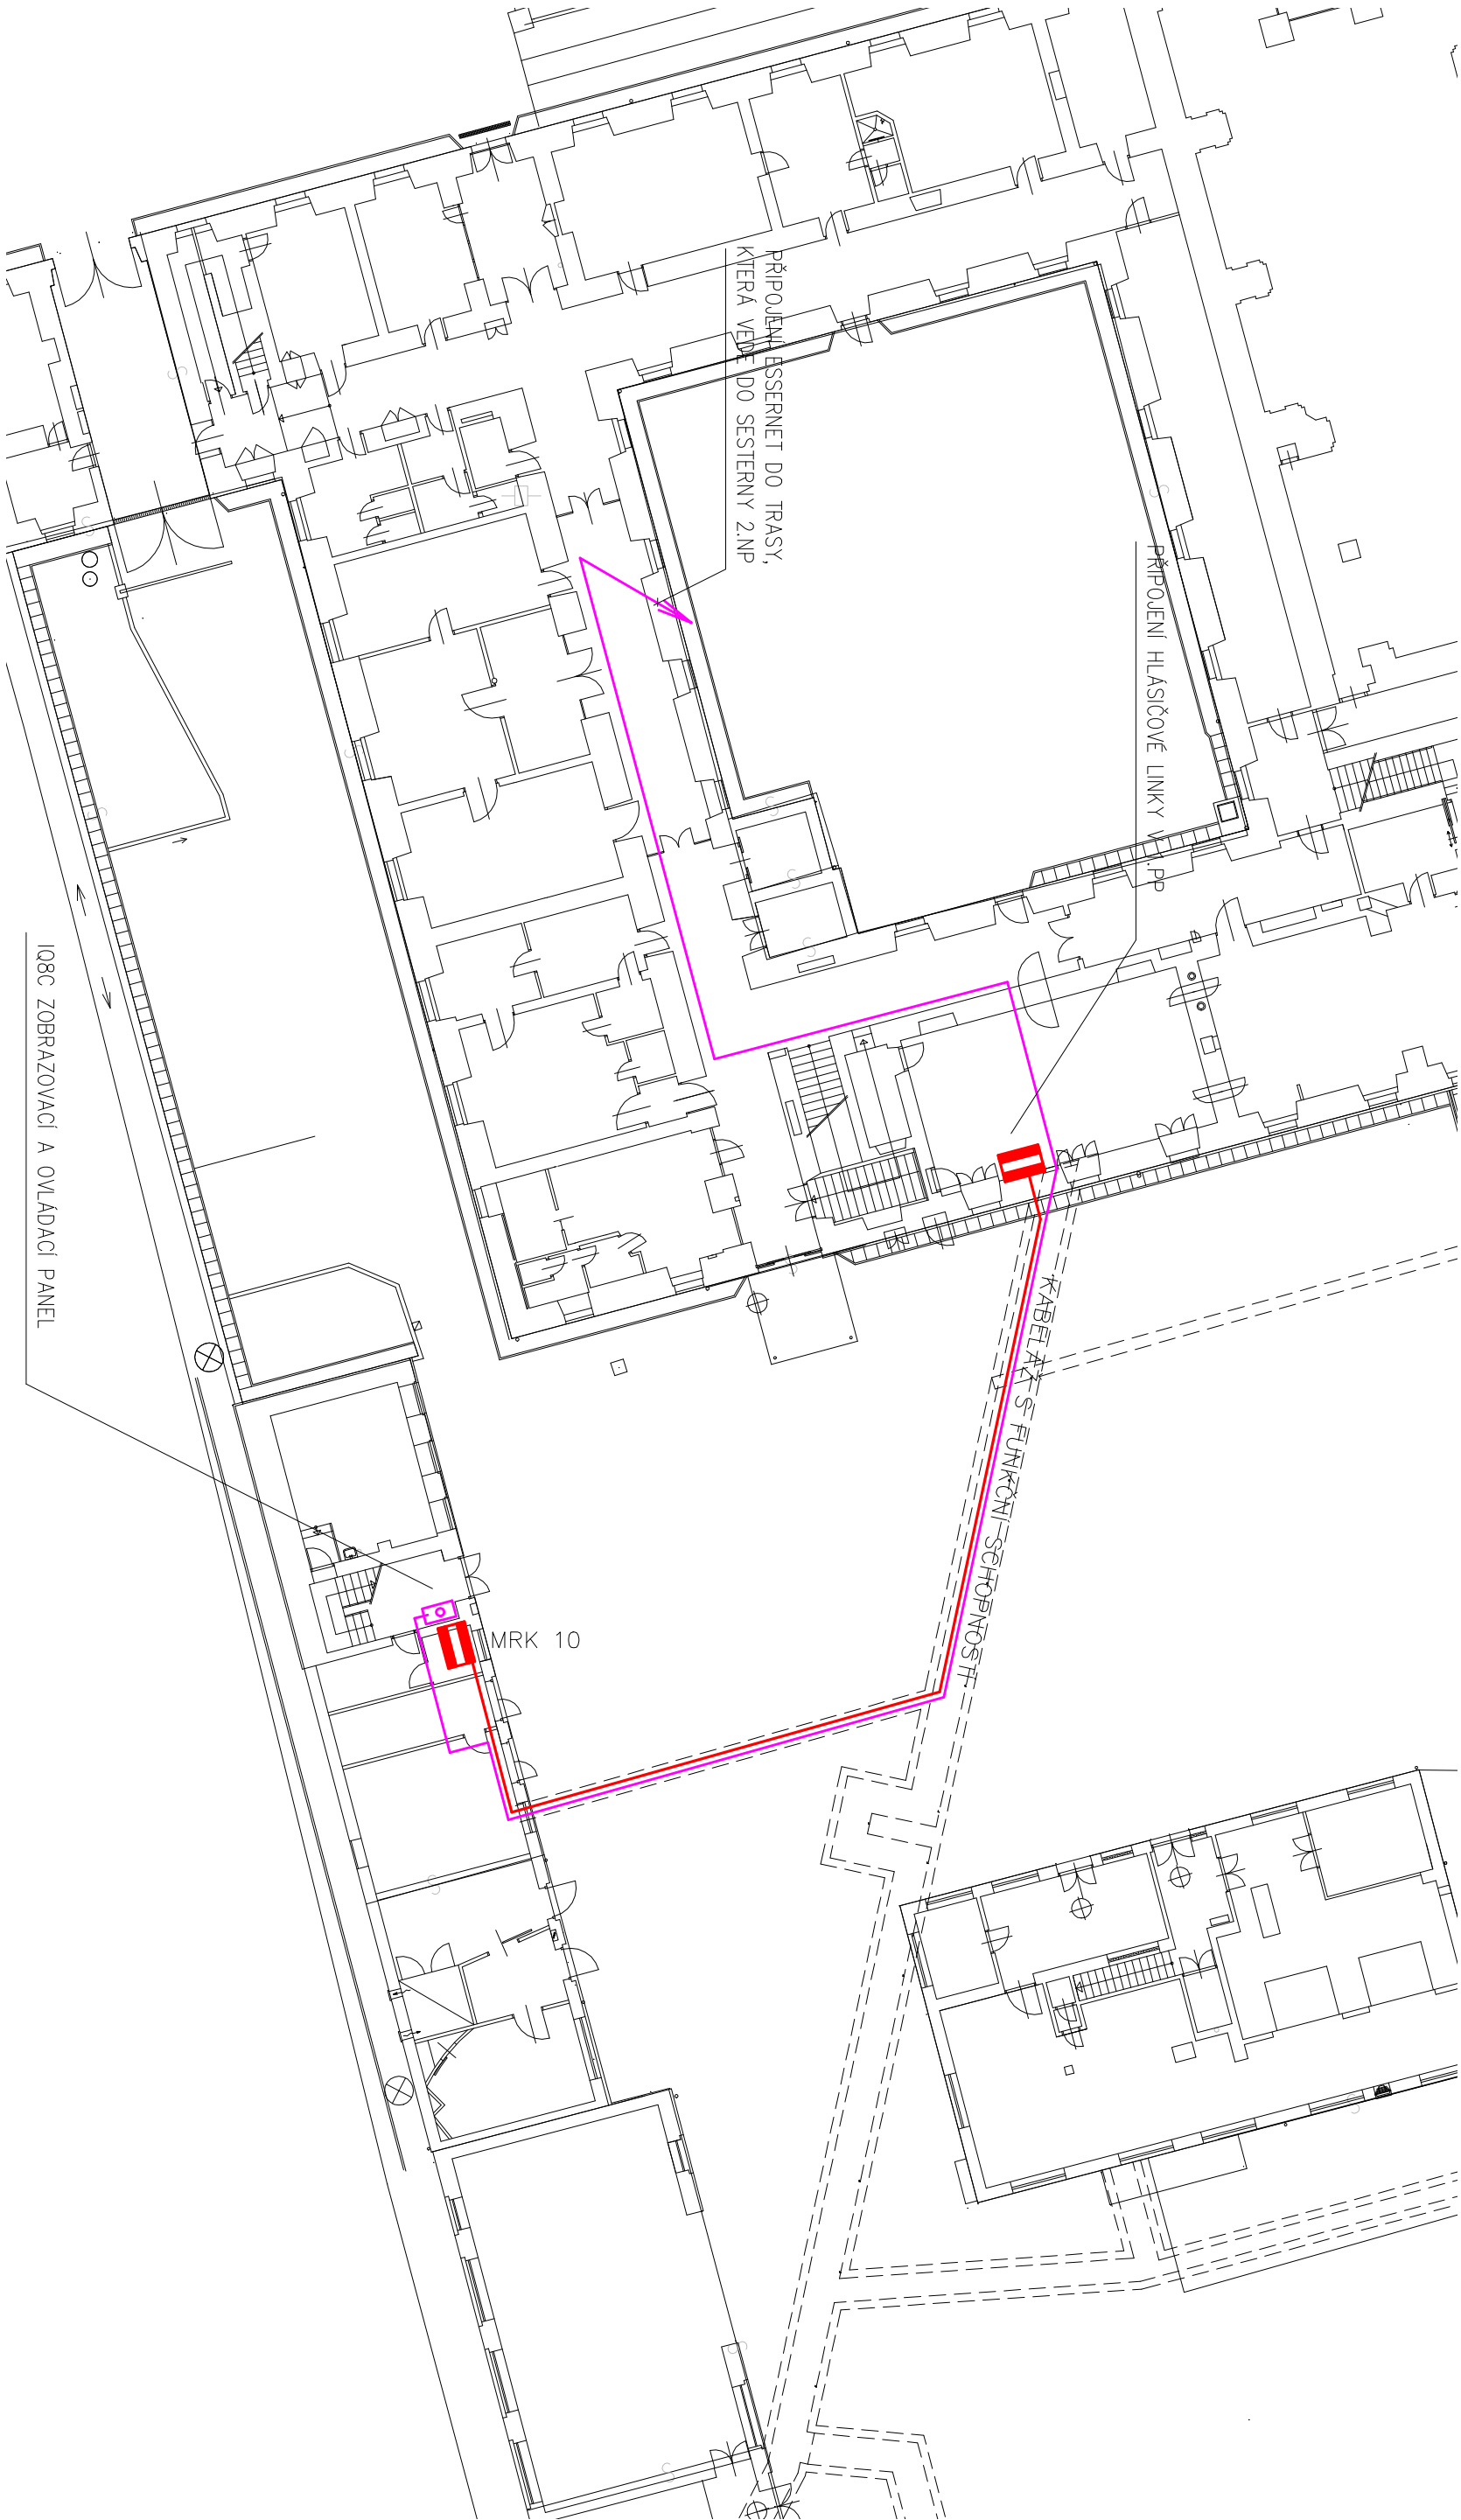 PŘIPOJENÍ ESSERNET DO TRASY,
KTERÁ VEDE DO SESTERNY 2.NP
PŘIPOJENÍ HLÁSIČOVÉ LINKY V 1.PP
IQ8C ZOBRAZOVACÍ A OVLÁDACÍ PANEL
KABELÁŽ S FUNKČNÍ SCHOPNOSTÍ
MRK 10